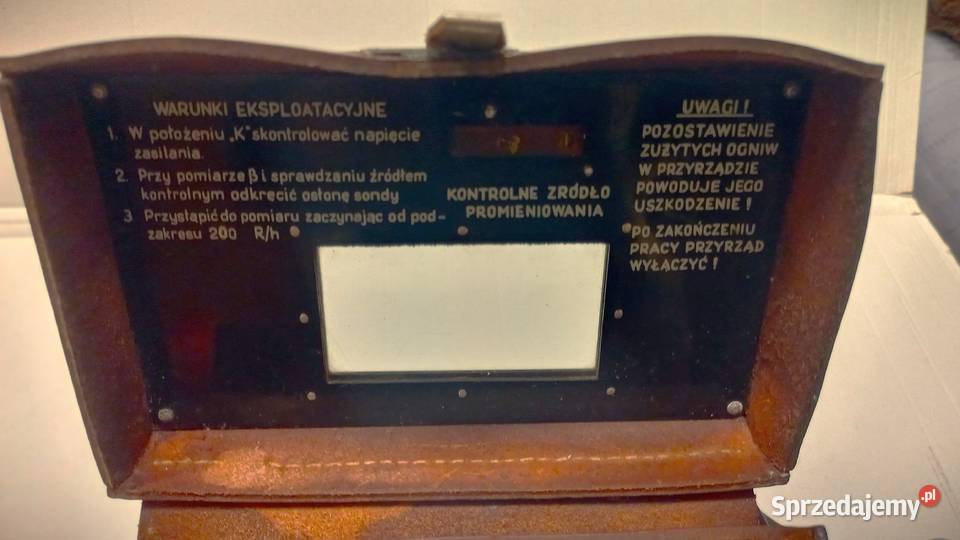 WARUNKI EKSPLOATACYJNE
1. W położeniu „K" skontrolować napięcie
zasilania.
2. Przy pomiarze β i sprawdzaniu źródłem
kontrolnym odkręcić osłonę sondy
3 Przystąpić do pomiaru zaczynając od pod-
zakresu 200 R/h
KONTROLNE ŹRÓDŁO
PROMIENIOWANIA
UWAGI!
POZOSTAWIENIE
ZUŻYTYCH OGNIW
W PRZYRZĄDZIE
POWODUJE JEGO
USZKODZENIE!
PO ZAKOŃCZENIU
PRACY PRZYRZĄD
WYŁĄCZYĆ!
Sprzedajemy.pl